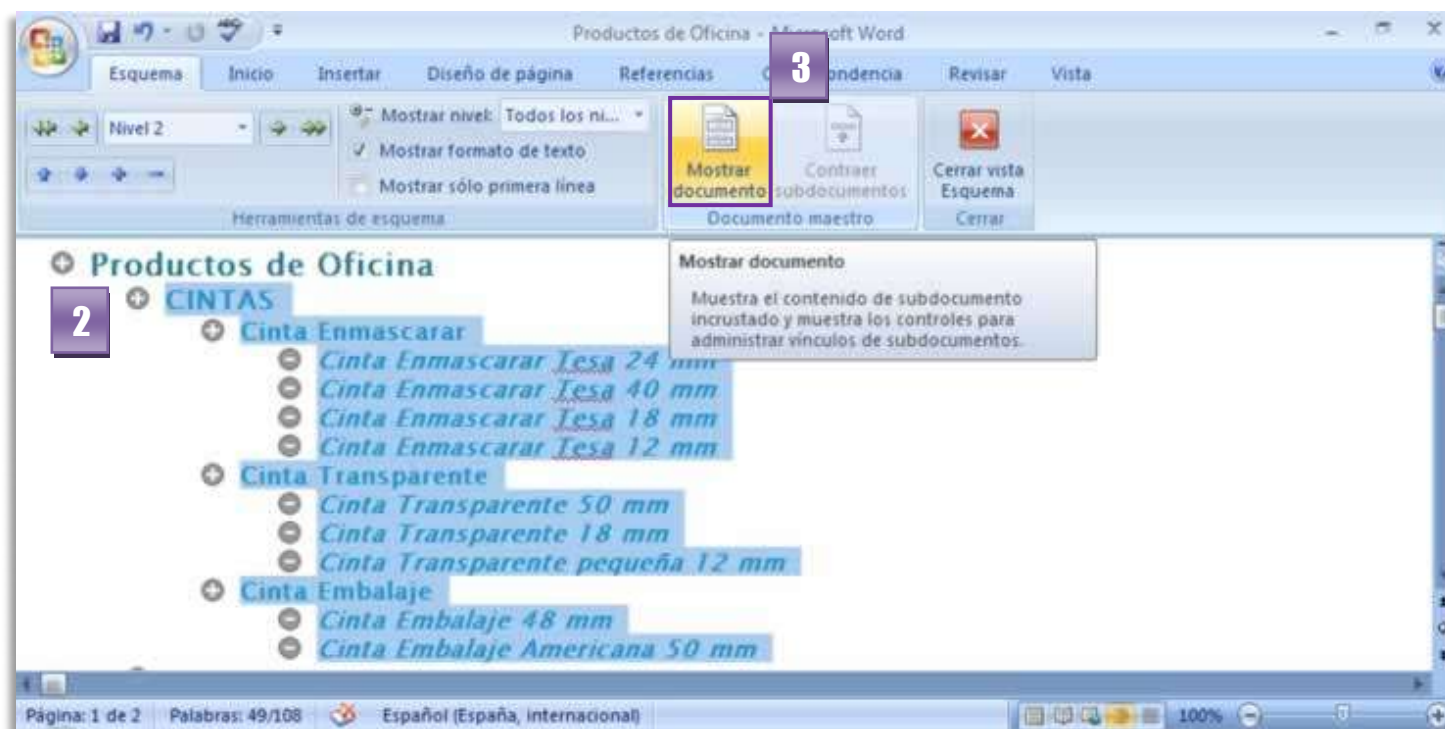 Productos de Oficina - Microsoft Word
3
Esquema Inicio Insertar Diseño de página Referencias Revisar Vista
Nivel 2
Mostrar nivel: Todos los ni...
Mostrar formato de texto
Mostrar sólo primera línea
Herramientas de esquema
Mostrar documento
Contraer subdocumentos
Documento maestro
Cerrar vista Esquema
Cerrar
Mostrar documento
Muestra el contenido de subdocumento
incrustado y muestra los controles para
administrar vínculos de subdocumentos.
Productos de Oficina
2
CINTAS
Cinta Enmascarar
Cinta Enmascarar Tesa 24 mm
Cinta Enmascarar Tesa 40 mm
Cinta Enmascarar Tesa 18 mm
Cinta Enmascarar Tesa 12 mm
Cinta Transparente
Cinta Transparente 50 mm
Cinta Transparente 18 mm
Cinta Transparente pequeña 12 mm
Cinta Embalaje
Cinta Embalaje 48 mm
Cinta Embalaje Americana 50 mm
Página: 1 de 2 Palabras: 49/108 Español (España, internacional) 100%